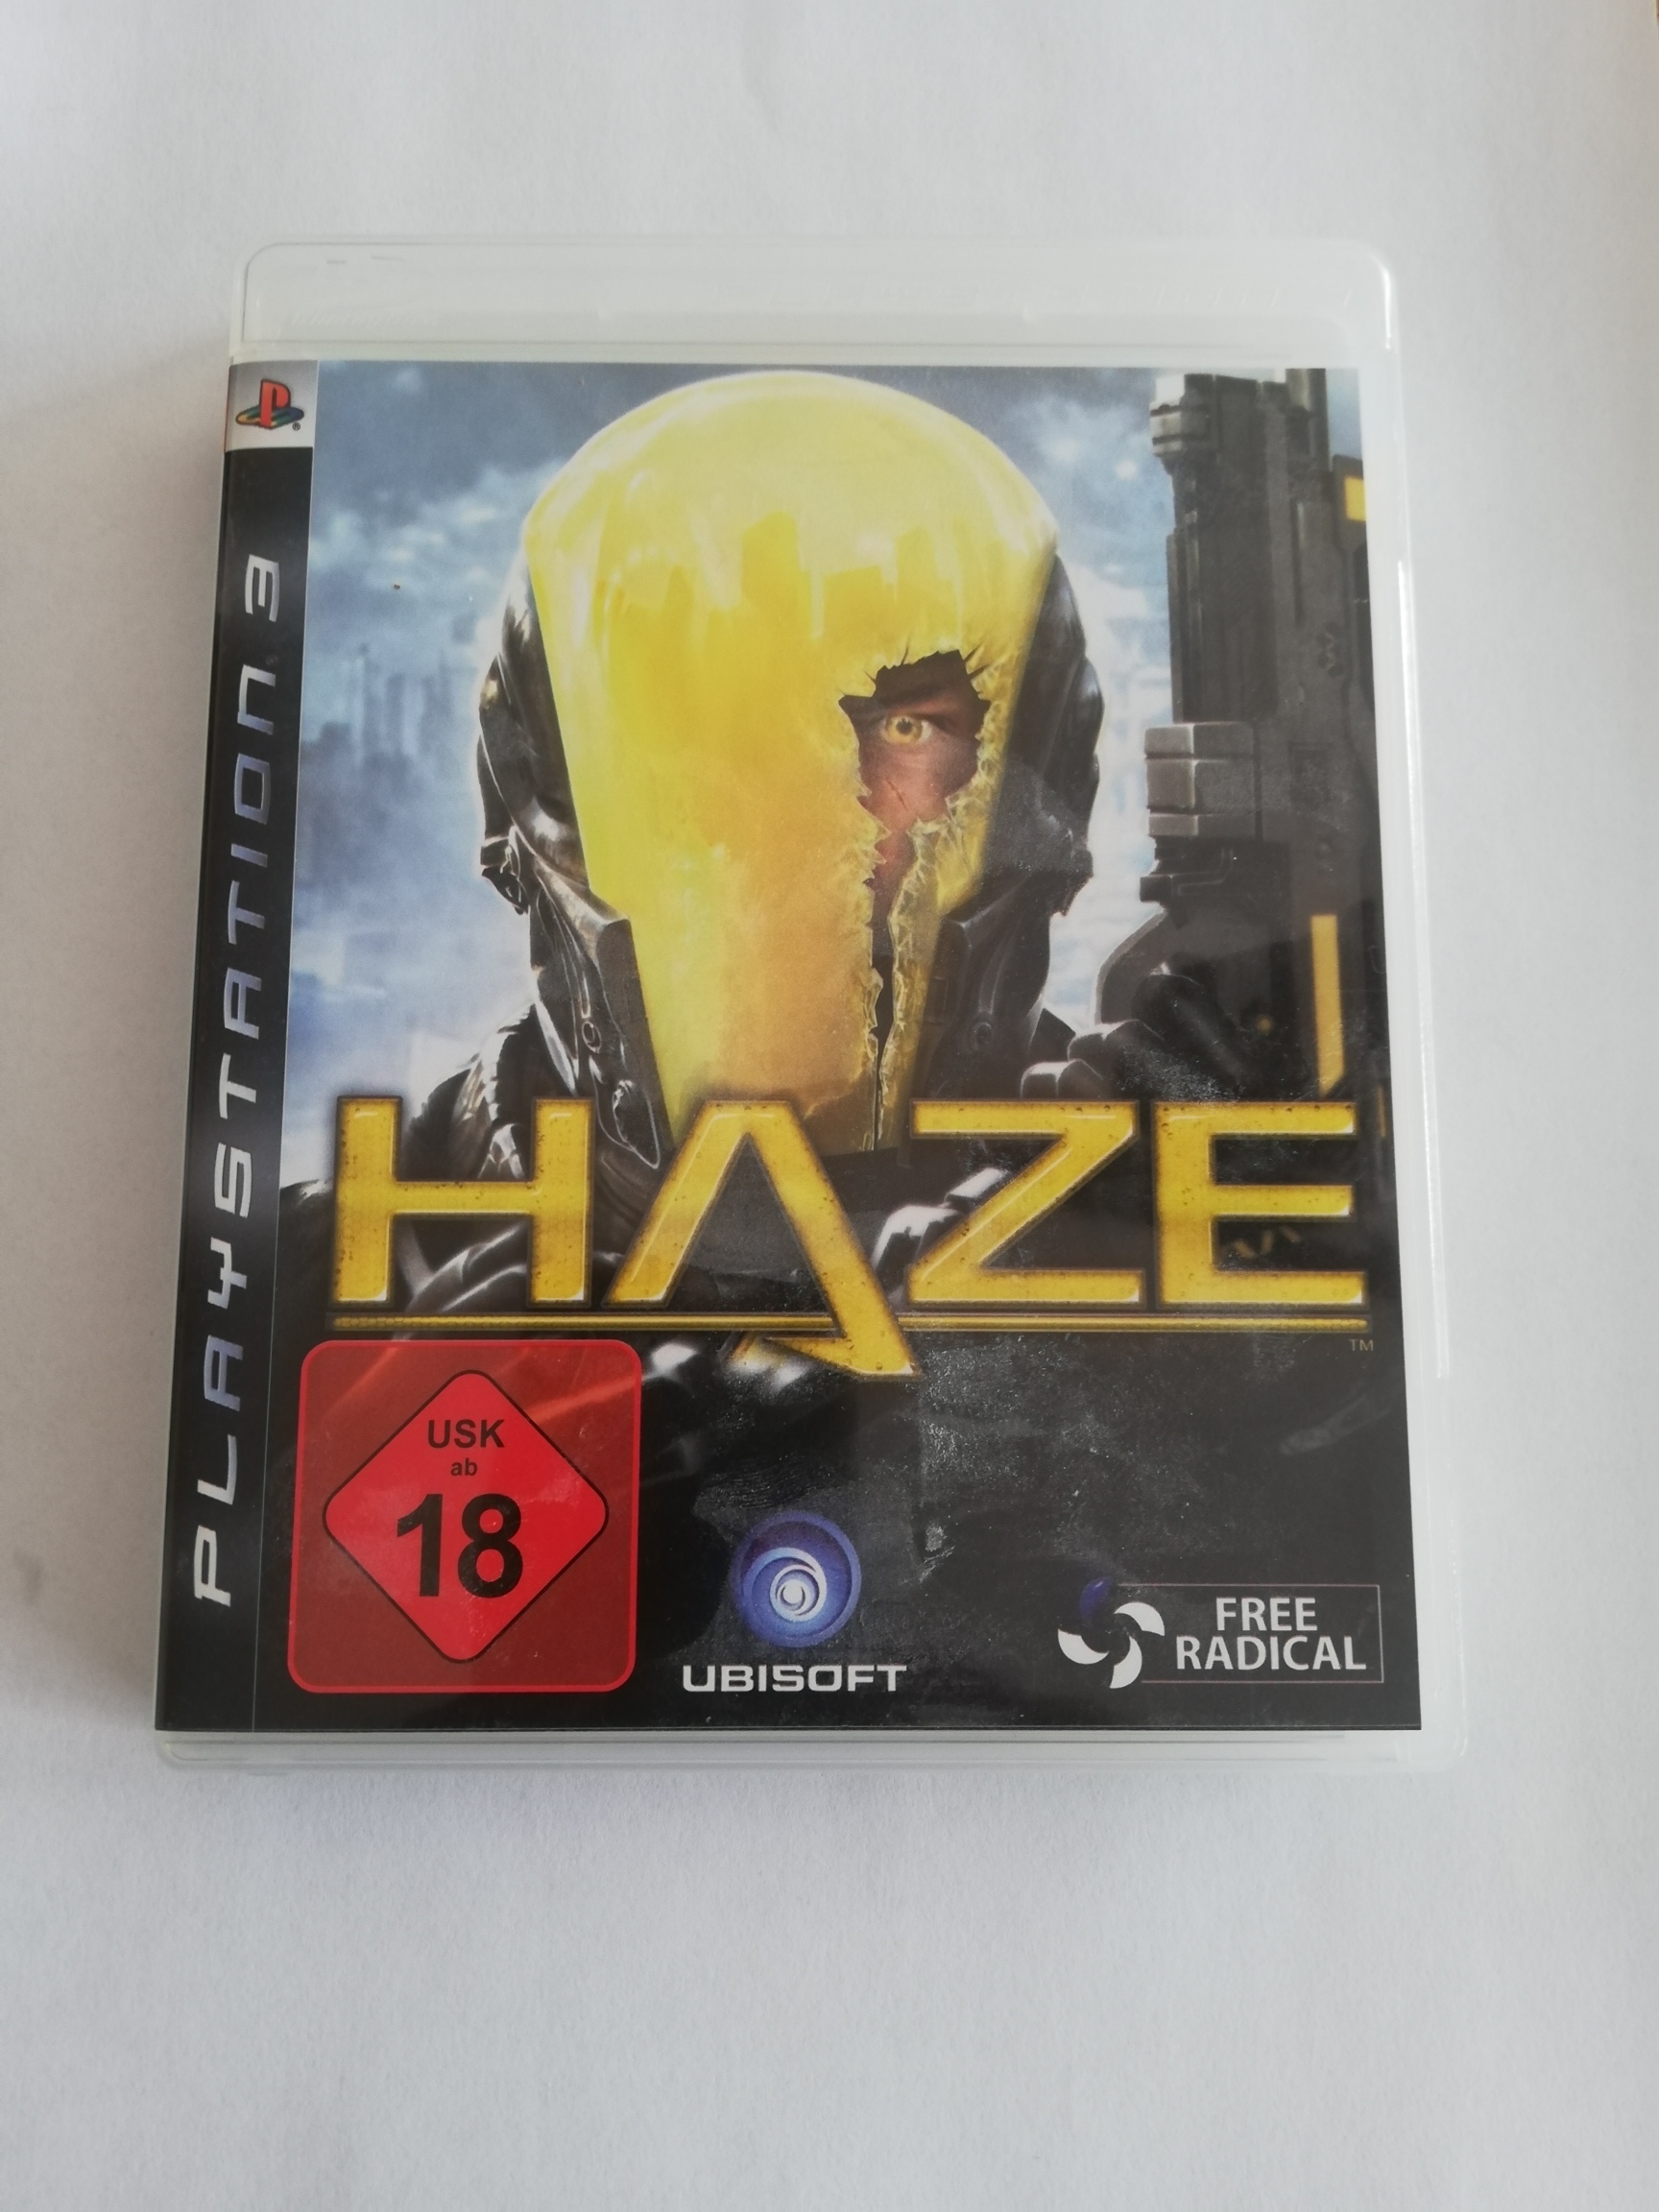 PLAYSTATION 3
HAZE
TM
USK
ab
18
UBISOFT
FREE
RADICAL